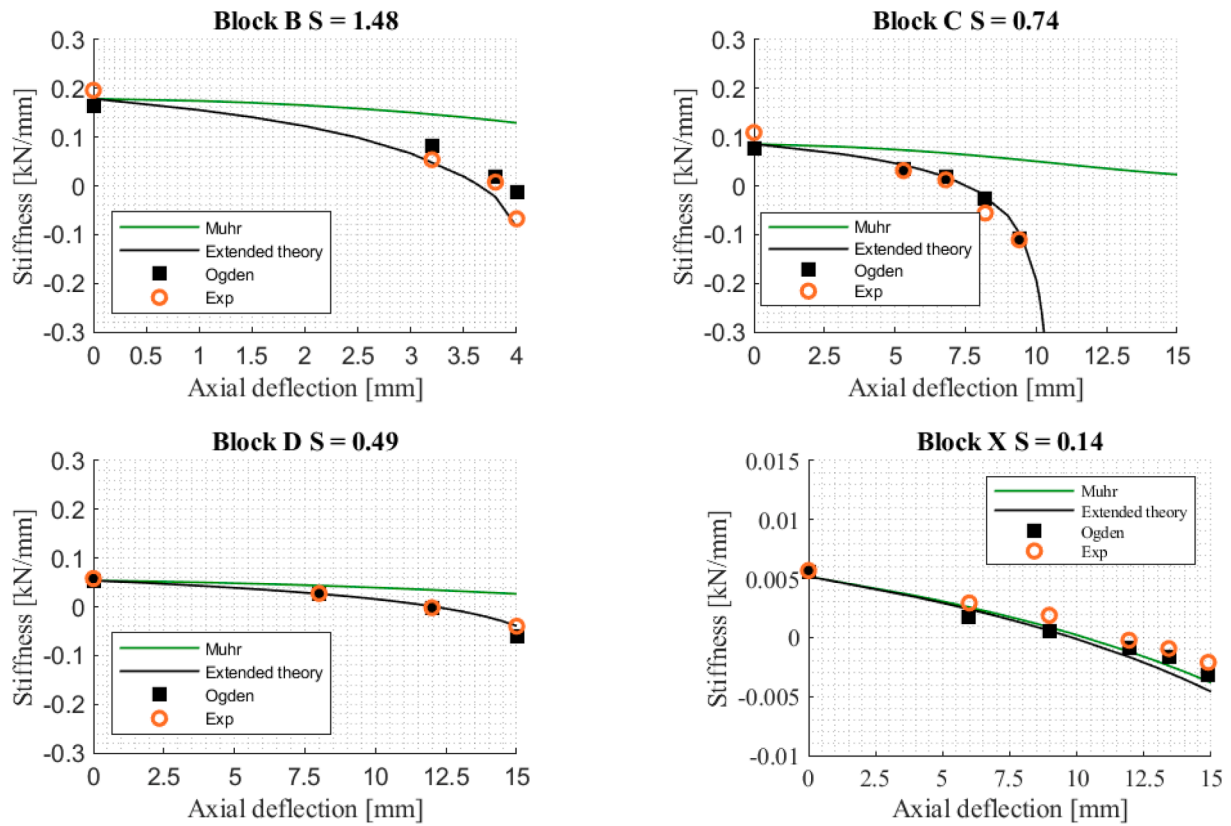 Block B S = 1.48
Stiffness [kN/mm]
0.3
0.2
0.1
0
-0.1
-0.2
-0.3
Muhr
Extended theory
Ogden
Exp
0 0.5 1 1.5 2 2.5 3 3.5 4
Axial deflection [mm]
Block C S = 0.74
Stiffness [kN/mm]
0.3
0.2
0.1
0
-0.1
-0.2
-0.3
Muhr
Extended theory
Ogden
Exp
0 2.5 5 7.5 10 12.5 15
Axial deflection [mm]
Block D S = 0.49
Stiffness [kN/mm]
0.3
0.2
0.1
0
-0.1
-0.2
-0.3
Muhr
Extended theory
Ogden
Exp
0 2.5 5 7.5 10 12.5 15
Axial deflection [mm]
Block X S = 0.14
Stiffness [kN/mm]
0.015
0.01
0.005
0
-0.005
-0.01
Muhr
Extended theory
Ogden
Exp
0 2.5 5 7.5 10 12.5 15
Axial deflection [mm]